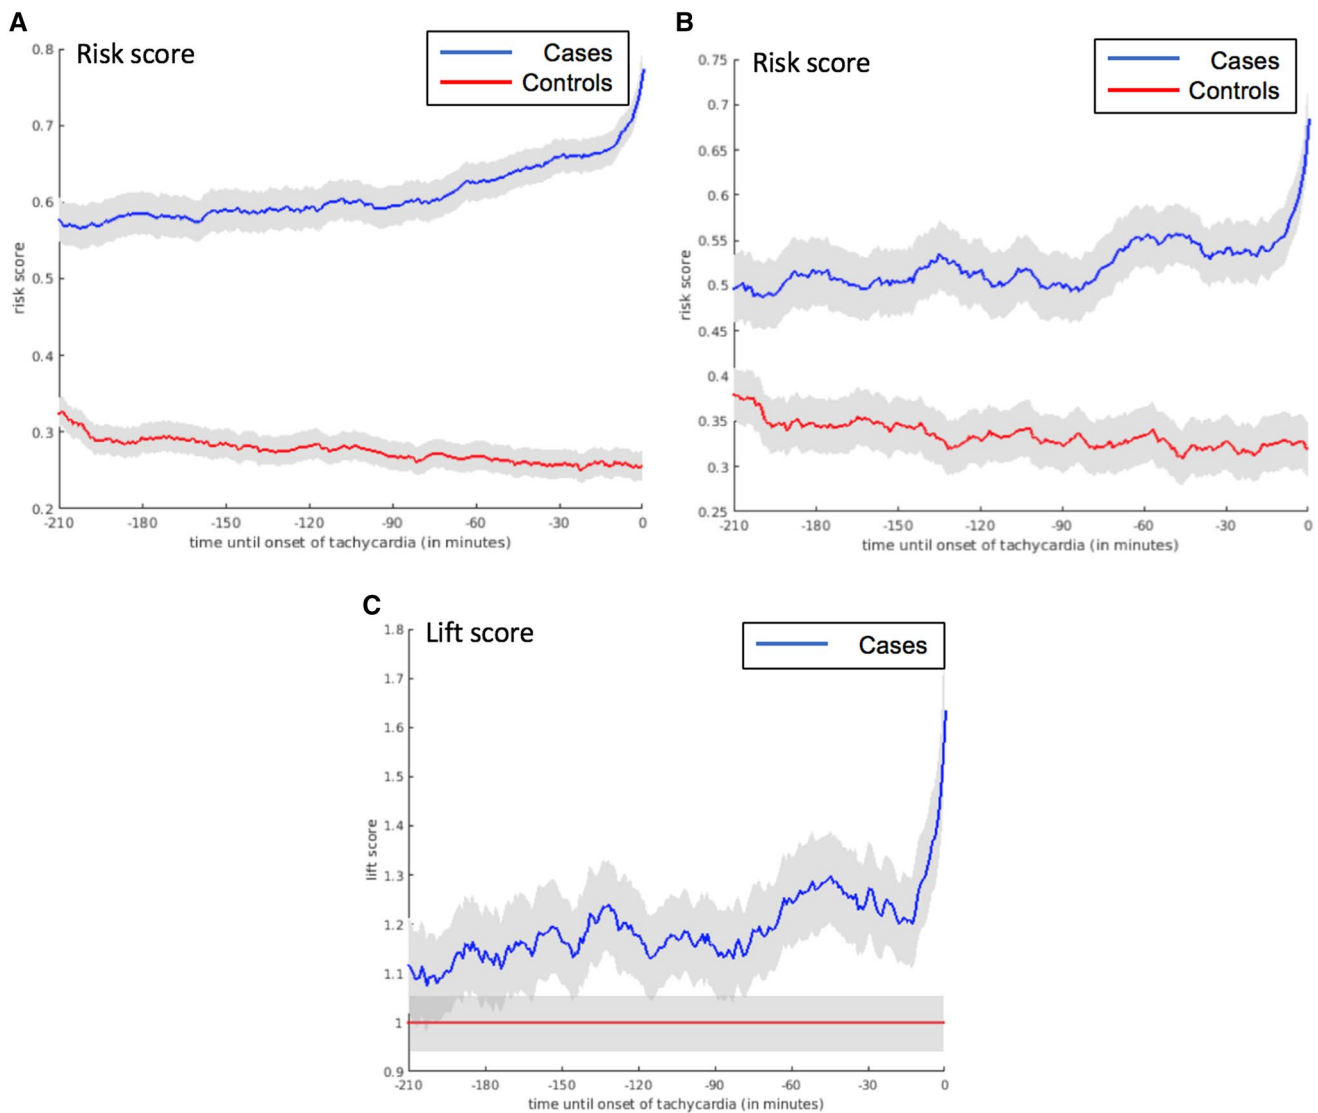 A
Risk score
Cases
Controls
0.8
0.7
0.6
0.5
0.4
0.3
0.2
risk score
-210 -180 -150 -120 -90 -60 -30 0
time until onset of tachycardia (in minutes)
B
Risk score
Cases
Controls
0.75
0.7
0.65
0.6
0.55
0.5
0.45
0.4
0.35
0.3
0.25
risk score
-210 -180 -150 -120 -90 -60 -30 0
time until onset of tachycardia (in minutes)
C
Lift score
Cases
1.8
1.7
1.6
1.5
1.4
1.3
1.2
1.1
1
0.9
lift score
-210 -180 -150 -120 -90 -60 -30 0
time until onset of tachycardia (in minutes)